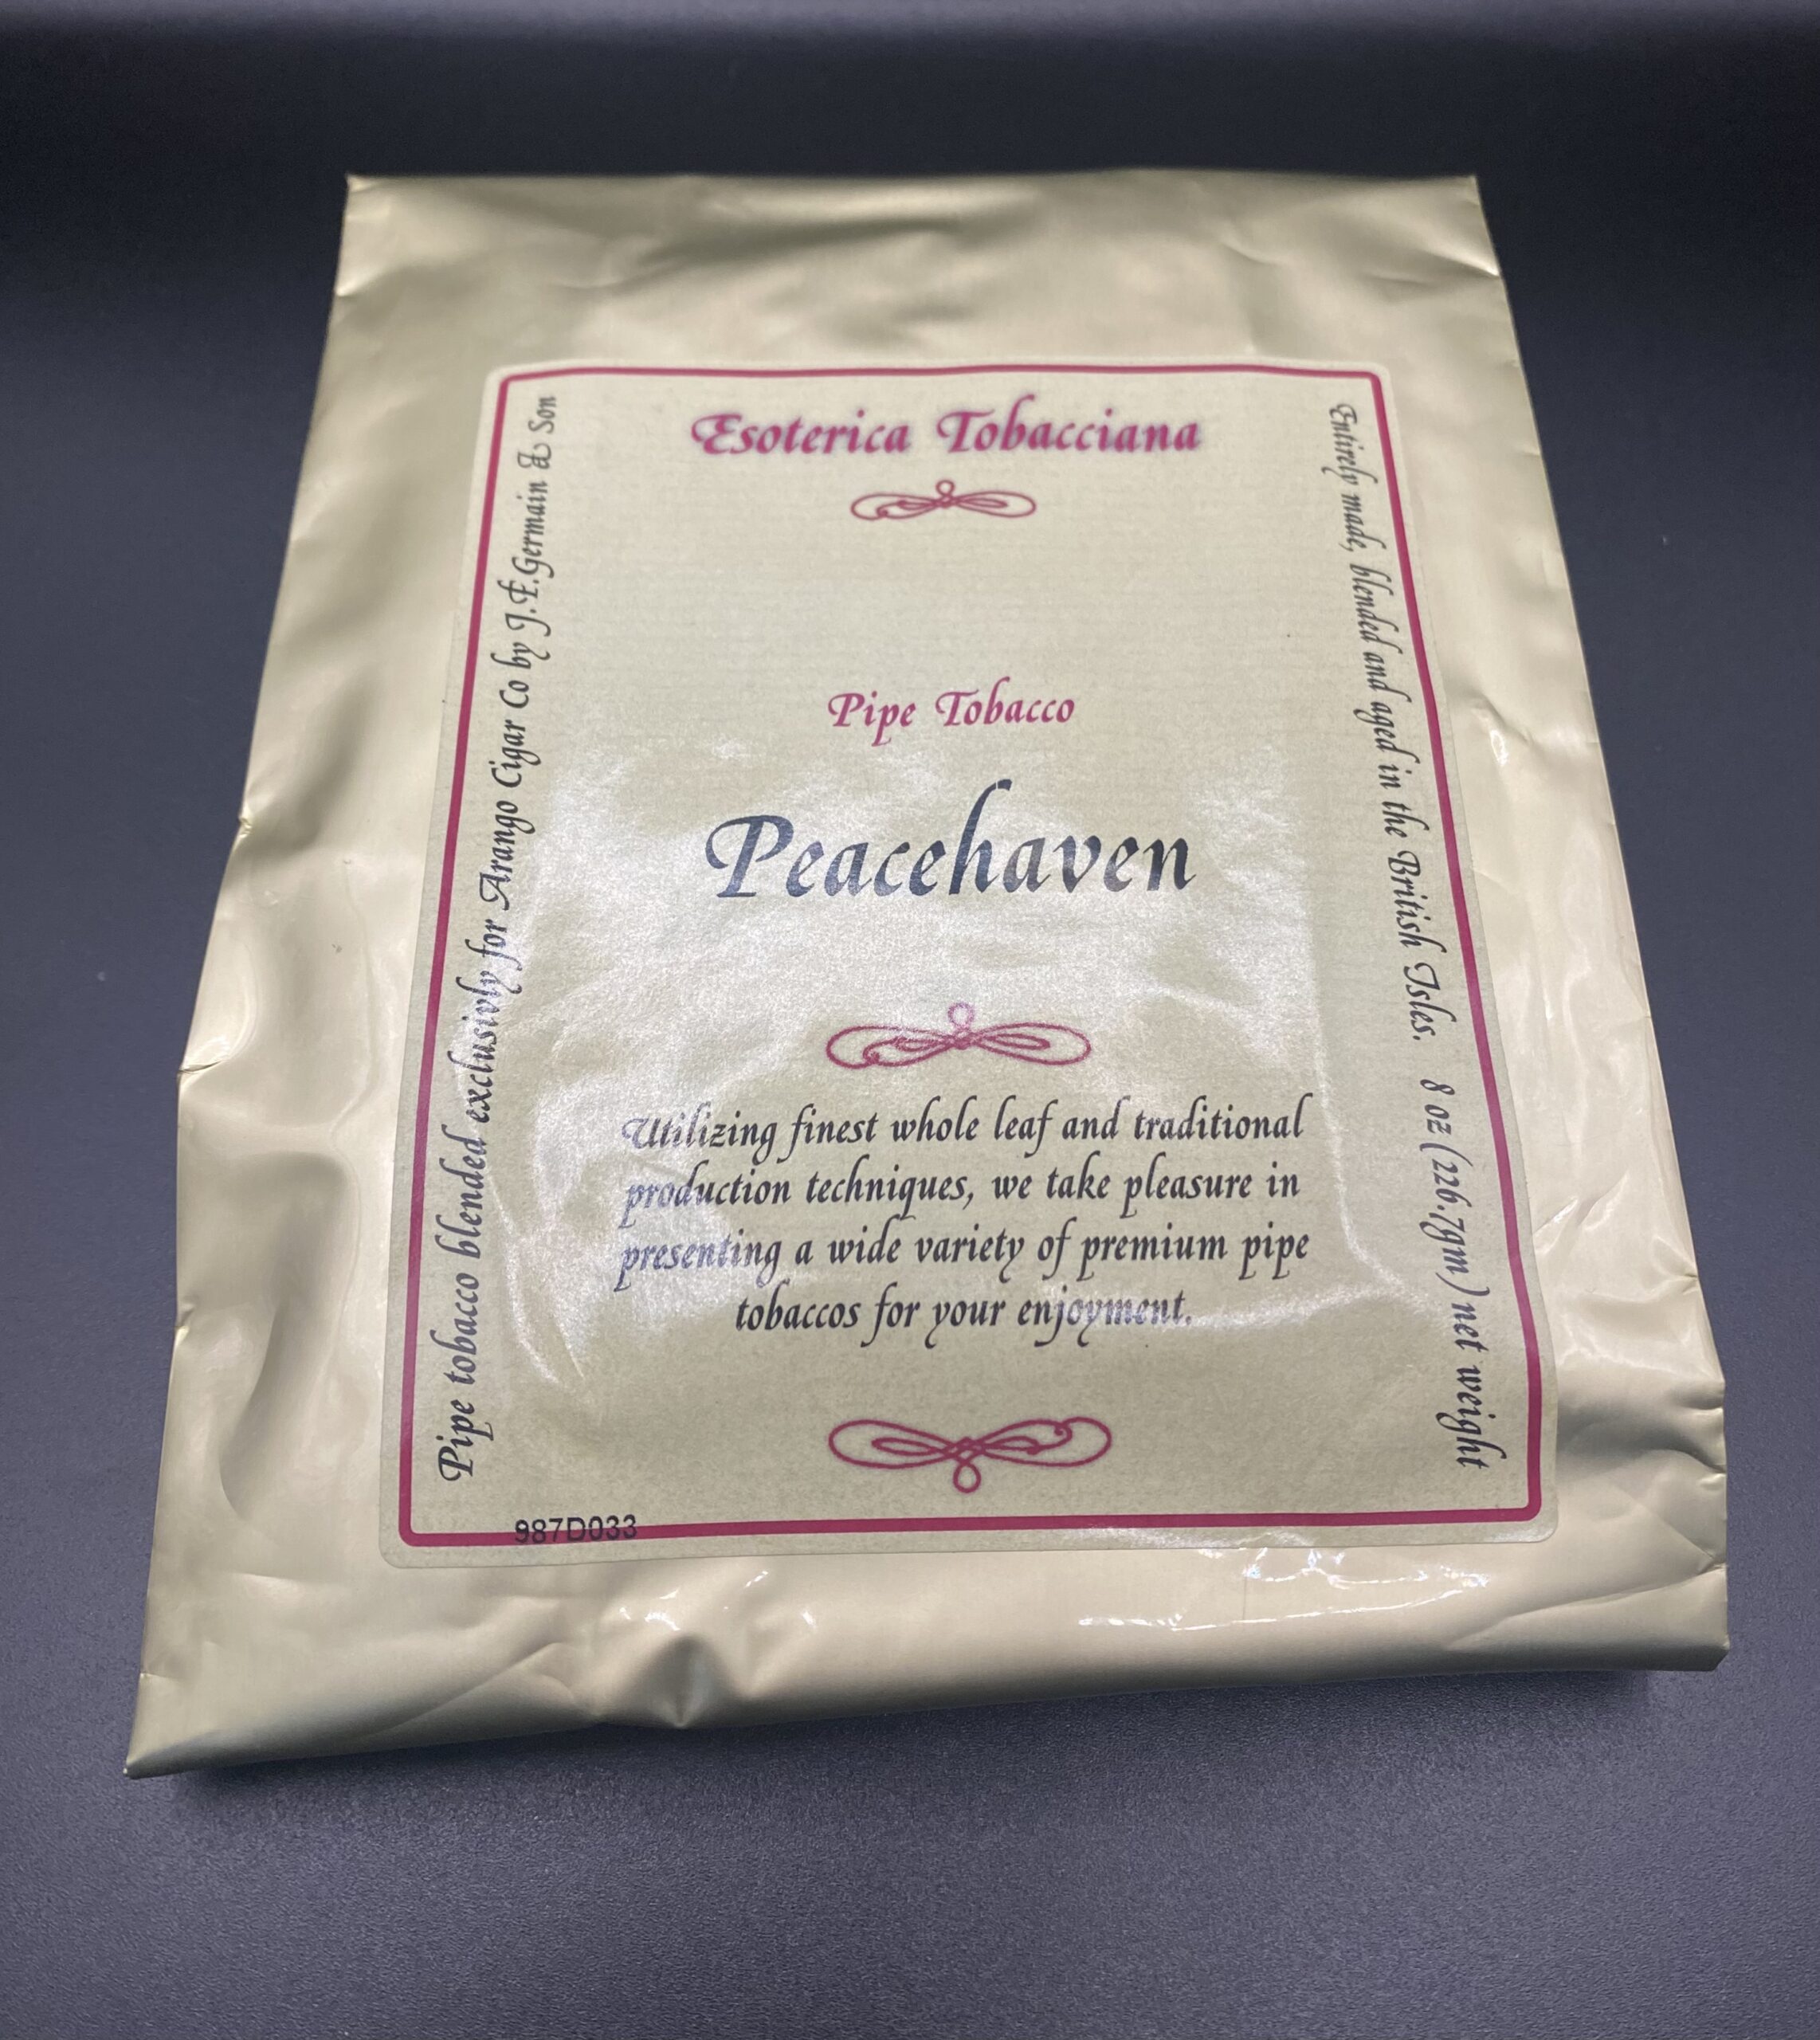 Esoterica Tobacciana
Pipe Tobacco
Peacehaven
Utilizing finest whole leaf and traditional
production techniques, we take pleasure in
presenting a wide variety of premium pipe
tobaccos for your enjoyment.
Pipe tobacco blended exclusivly for Arango Cigar Co by J.E.Germain & Son
Entirely made, blended and aged in the British Isles. 8 oz (226.7gm) net weight
987D033